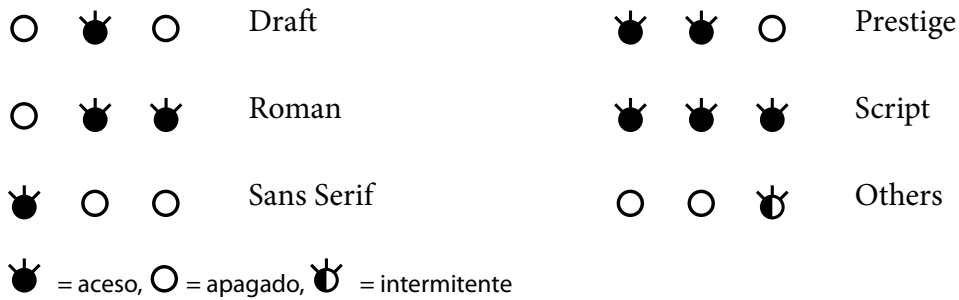 Draft Prestige
Roman Script
Sans Serif Others
= aceso, = apagado, = intermitente